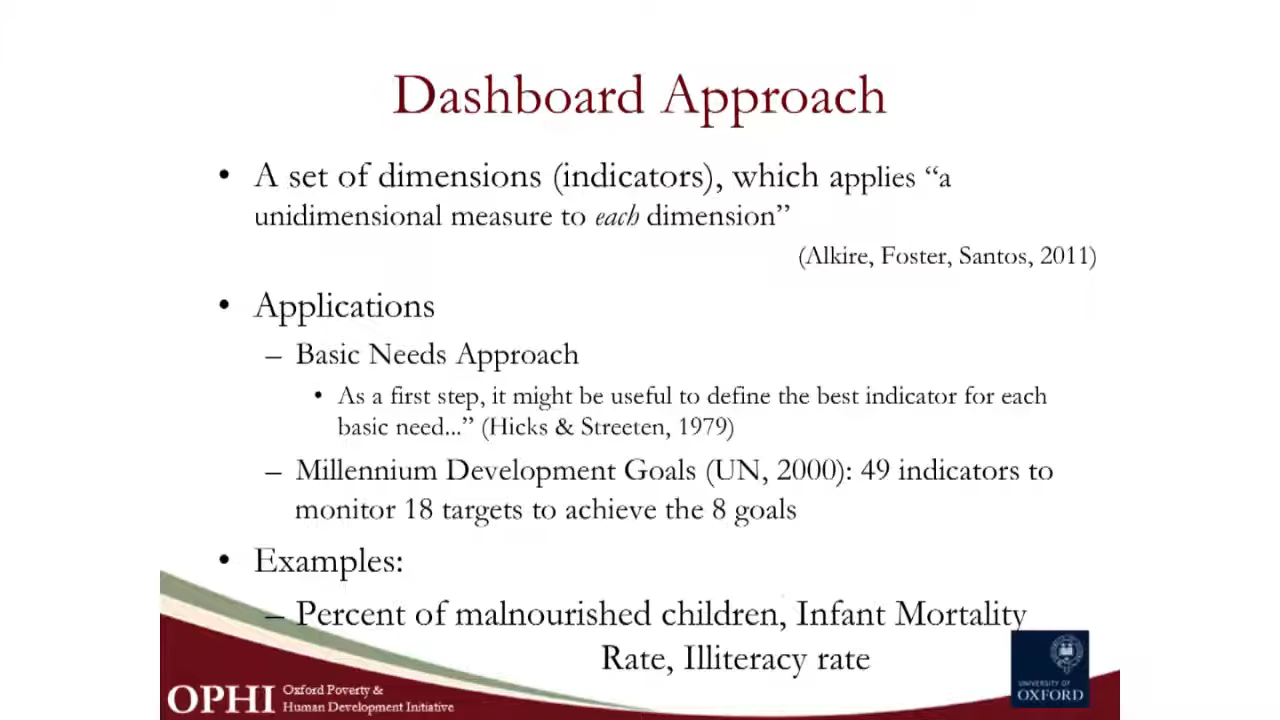 Dashboard Approach
• A set of dimensions (indicators), which applies “a
unidimensional measure to each dimension”
(Alkire, Foster, Santos, 2011)
• Applications
– Basic Needs Approach
• As a first step, it might be useful to define the best indicator for each
basic need...” (Hicks & Streeten, 1979)
– Millennium Development Goals (UN, 2000): 49 indicators to
monitor 18 targets to achieve the 8 goals
• Examples:
– Percent of malnourished children, Infant Mortality
Rate, Illiteracy rate
OPHI
Oxford Poverty &
Human Development Initiative
UNIVERSITY OF
OXFORD